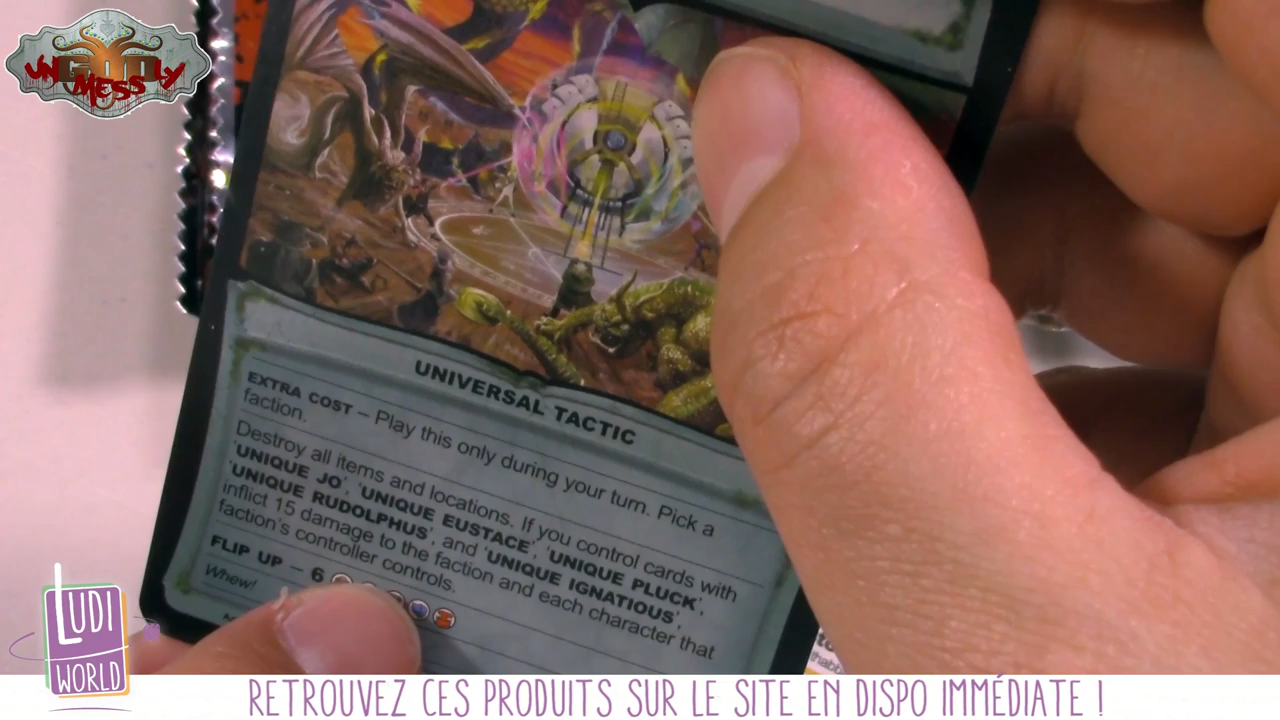 UNGODLY
MESS
UNIVERSAL TACTIC
EXTRA COST – Play this only during your turn. Pick a
faction.
Destroy all items and locations. If you control cards with
'UNIQUE JO', 'UNIQUE EUSTACE', 'UNIQUE PLUCK',
'UNIQUE RUDOLPHUS', and 'UNIQUE IGNATIOUS',
inflict 15 damage to the faction and each character that
faction's controller controls.
FLIP UP – 6
Whew!
LUDI
WORLD
RETROUVEZ CES PRODUITS SUR LE SITE EN DISPO IMMÉDIATE !